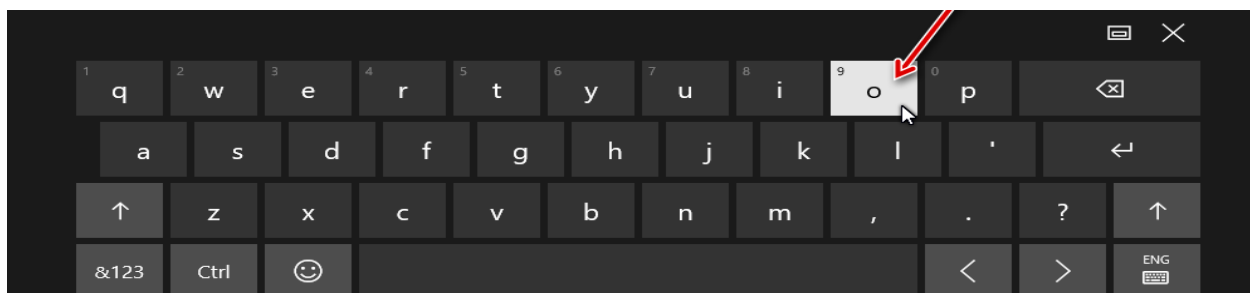 1 q 2 w 3 e 4 r 5 t 6 y 7 u 8 i 9 o 0 p
a s d f g h j k l '
z x c v b n m , . ?
&123 Ctrl < > ENG